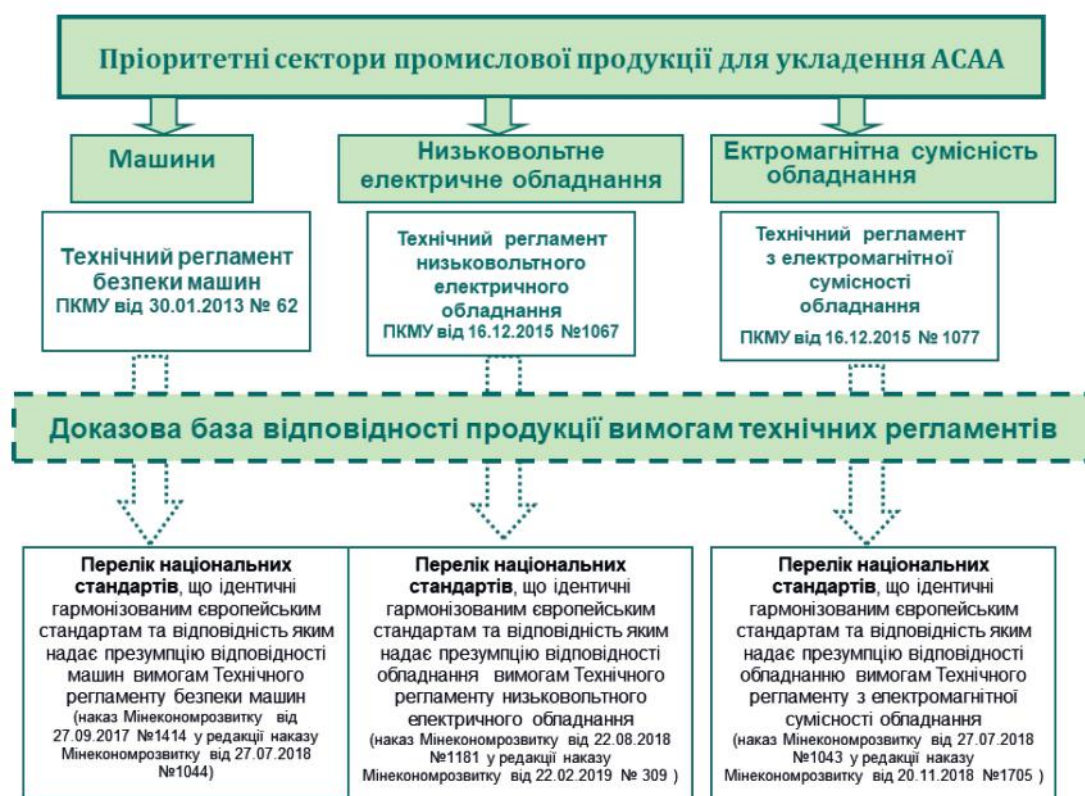 Пріоритетні сектори промислової продукції для укладення АСАА
Машини
Низьковольтне
електричне обладнання
Ектромагнітна сумісність
обладнання
Технічний регламент
безпеки машин
ПКМУ від 30.01.2013 № 62
Технічний регламент
низьковольтного
електричного
обладнання
ПКМУ від 16.12.2015 №1067
Технічний регламент
з електромагнітної
сумісності
обладнання
ПКМУ від 16.12.2015 № 1077
Доказова база відповідності продукції вимогам технічних регламентів
Перелік національних
стандартів, що ідентичні
гармонізованим європейським
стандартам та відповідність яким
надає презумпцію відповідності
машин вимогам Технічного
регламенту безпеки машин
(наказ Мінекономрозвитку від
27.09.2017 №1414 у редакції наказу
Мінекономрозвитку від 27.07.2018
№1044)
Перелік національних
стандартів, що ідентичні
гармонізованим європейським
стандартам та відповідність яким
надає презумпцію відповідності
обладнання вимогам Технічного
регламенту низьковопьтного
електричного обладнання
(наказ Мінекономрозвитку від 22.08.2018
№1181 у редакції наказу
Мінекономрозвитку від 22.02.2019 № 309 )
Перелік національних
стандартів, що ідентичні
гармонізованим європейським
стандартам та відповідність яким
надає презумпцію відповідності
обладнанню вимогам Технічного
регламенту з електромагнітної
сумісності обладнання
(наказ Мінекономрозвитку від 27.07.2018
№1043 у редакції наказу
Мінекономрозвитку від 20.11.2018 №1705 )